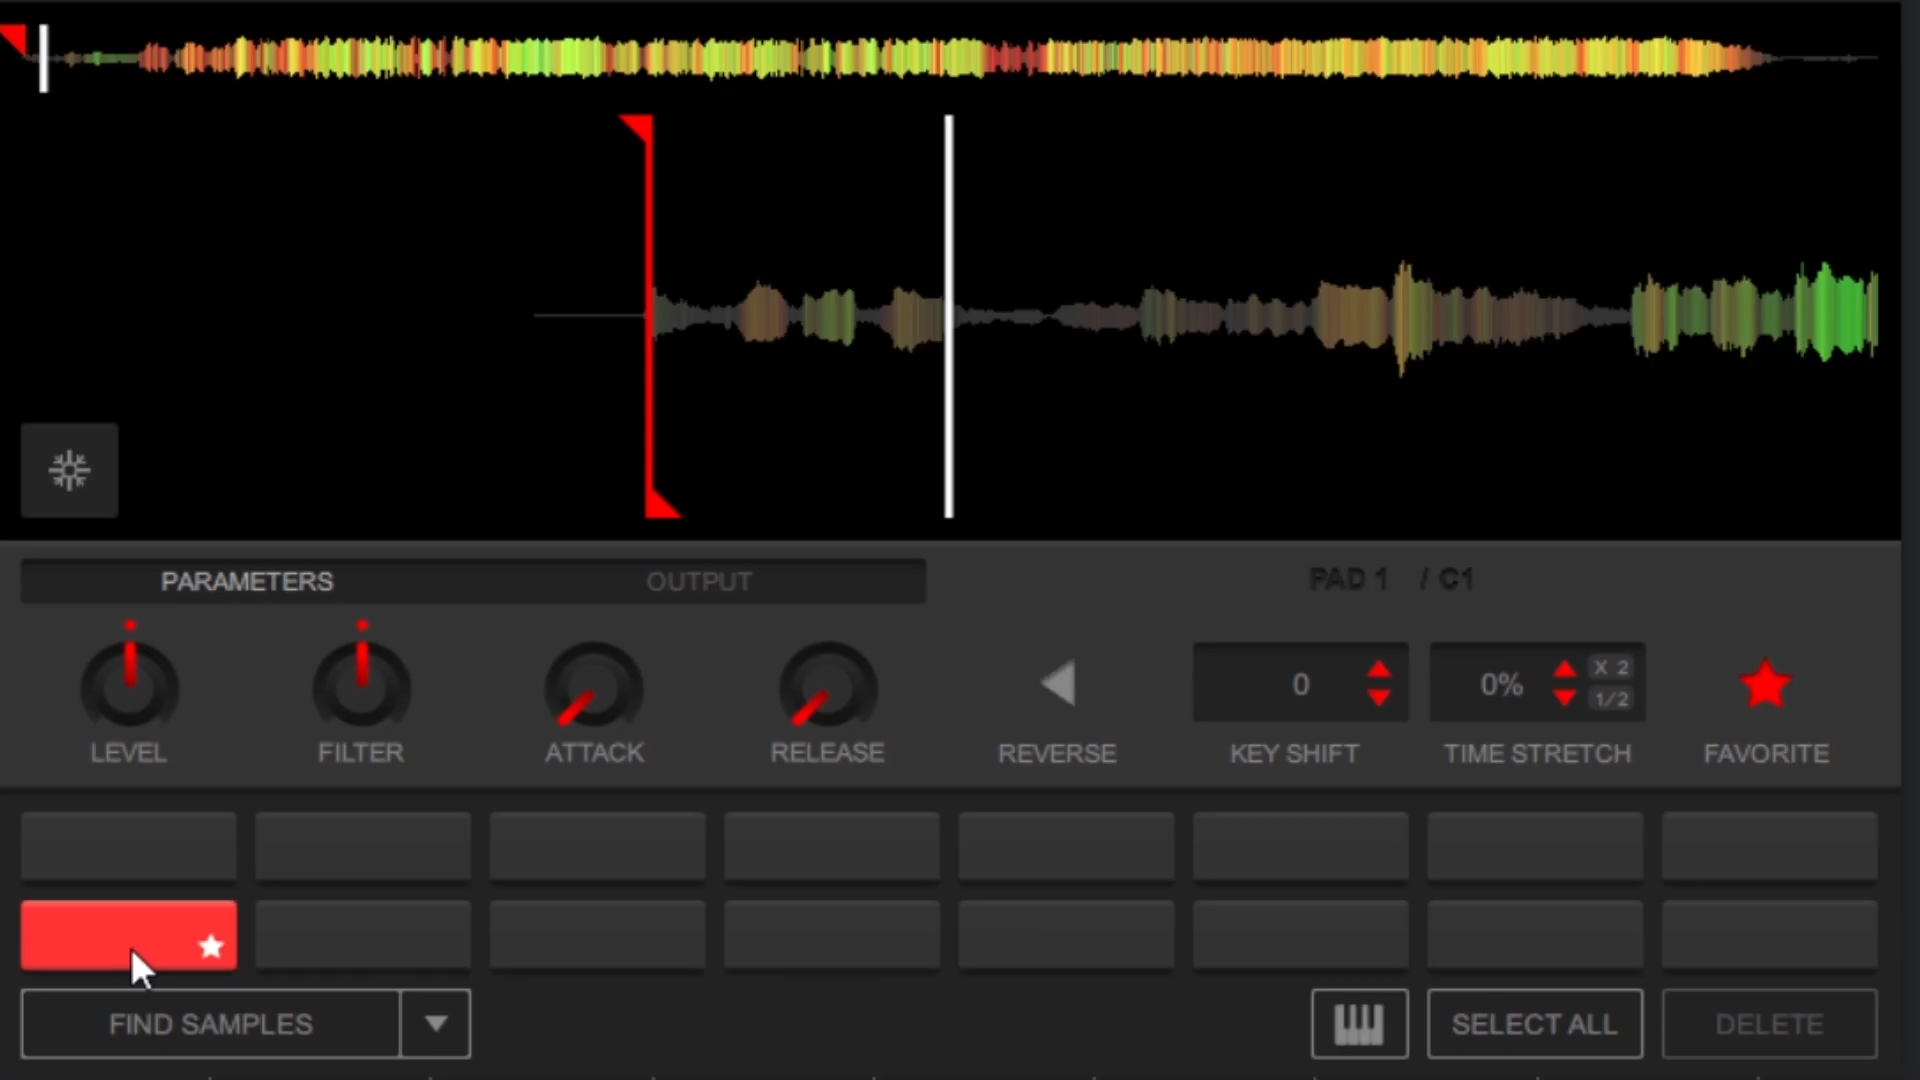 PARAMETERS OUTPUT PAD 1 / C1
0 0% X 2
1/2
LEVEL FILTER ATTACK RELEASE REVERSE KEY SHIFT TIME STRETCH FAVORITE
FIND SAMPLES SELECT ALL DELETE